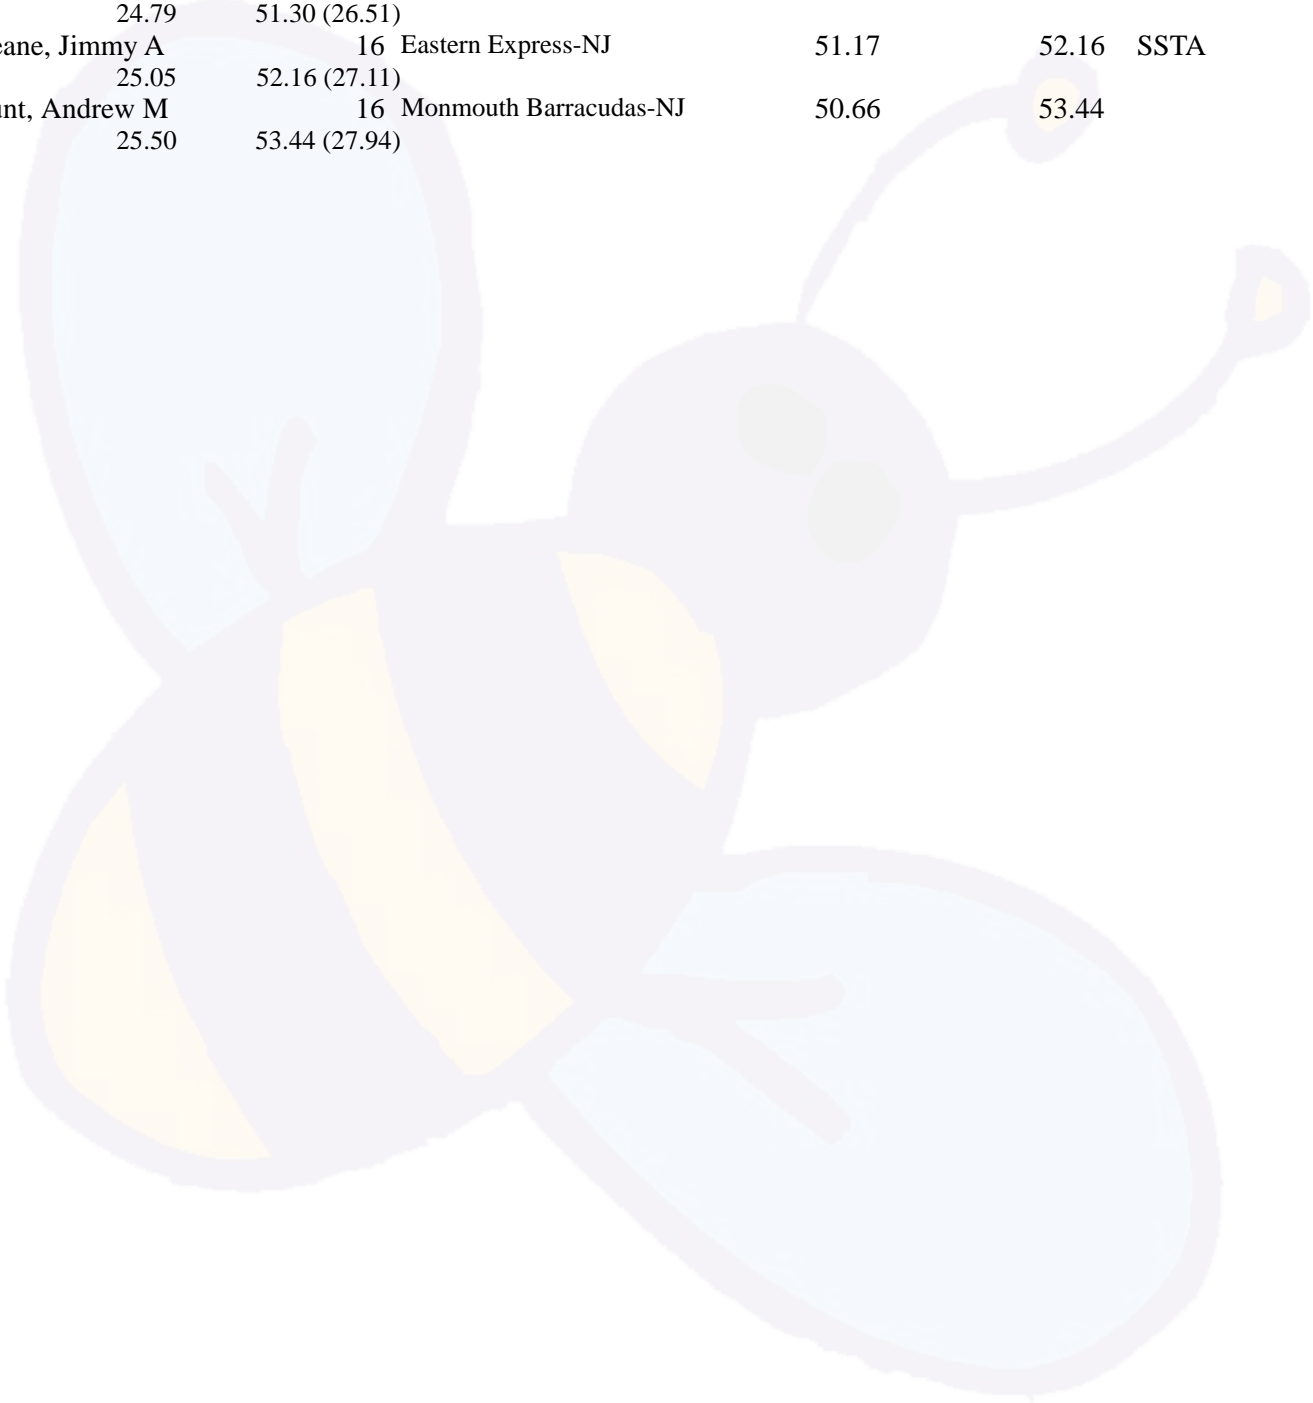 24.79 51.30 (26.51)
eane, Jimmy A 16 Eastern Express-NJ 51.17 52.16 SSTA
25.05 52.16 (27.11)
unt, Andrew M 16 Monmouth Barracudas-NJ 50.66 53.44
25.50 53.44 (27.94)